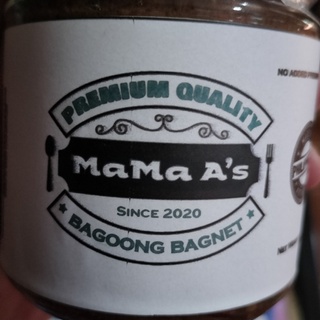 PREMIUM QUALITY
MaMa A's
SINCE 2020
BAGOONG BAGNET
NO ADDED